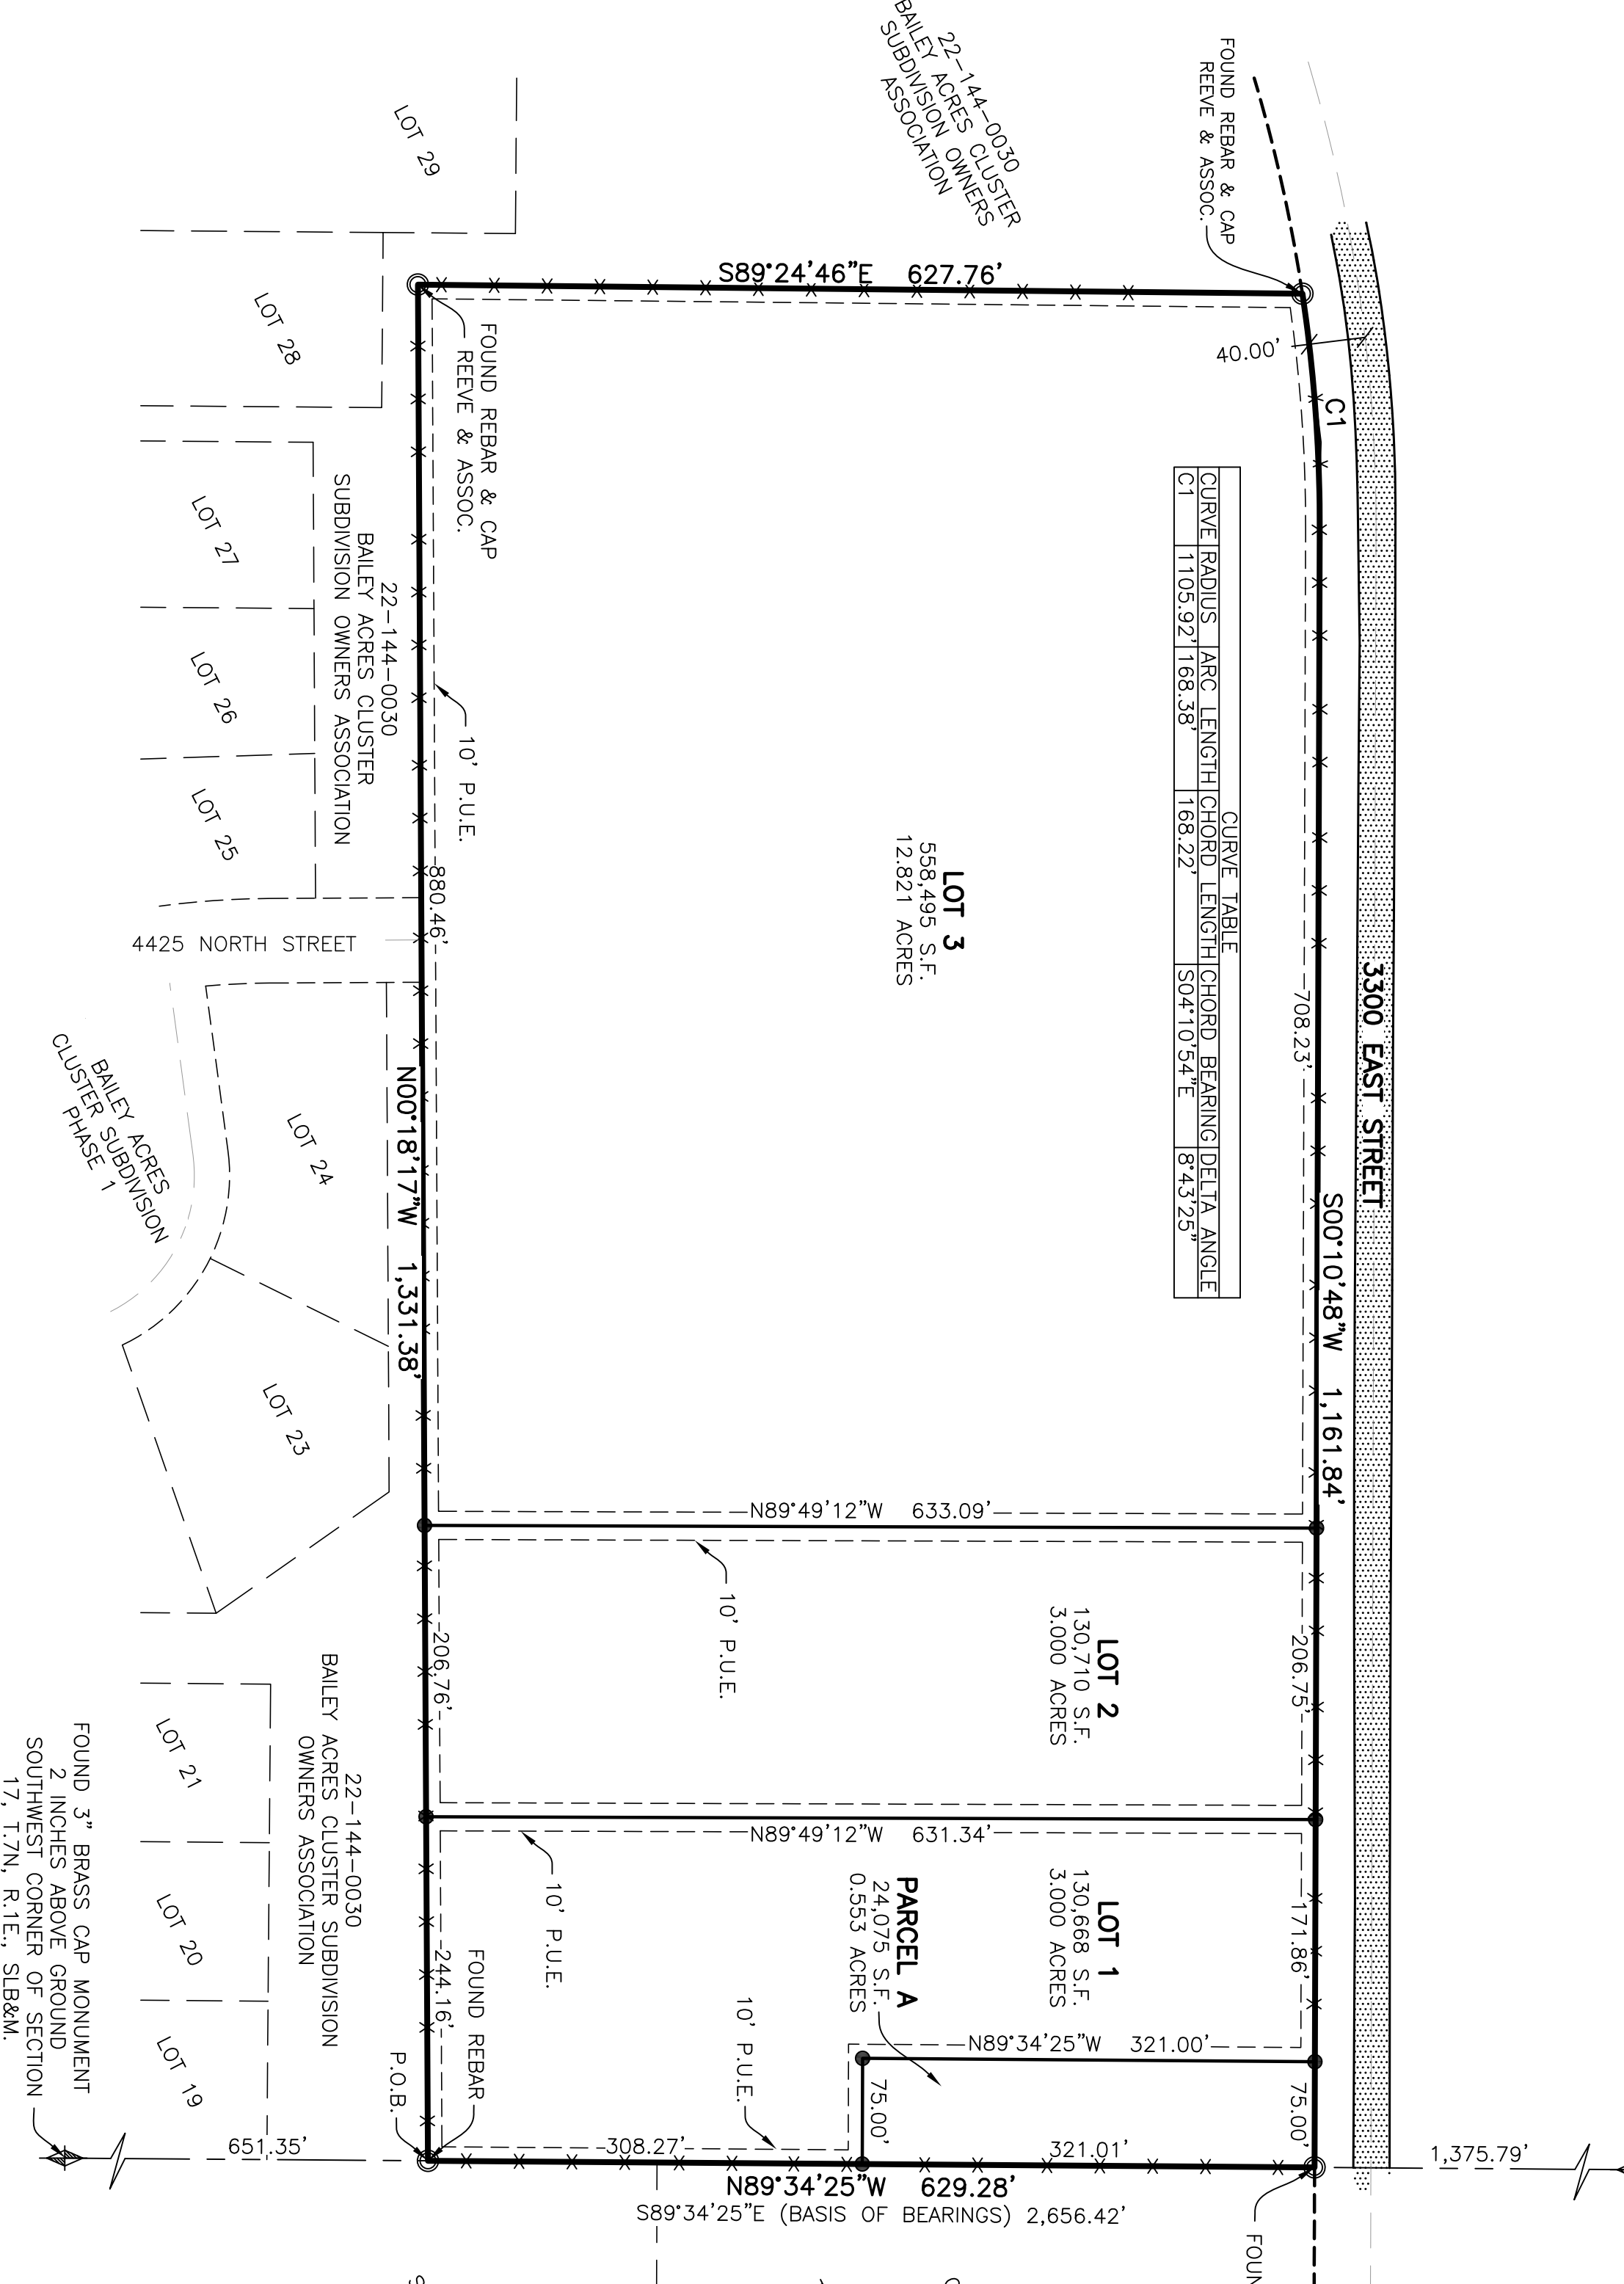 22-144-0030
BAILEY ACRES CLUSTER
SUBDIVISION OWNERS
ASSOCIATION
FOUND REBAR & CAP
REEVE & ASSOC.
LOT 29
S89°24'46"E 627.76'
40.00'
C1
LOT 28
FOUND REBAR & CAP
REEVE & ASSOC.
CURVE TABLE
CURVE RADIUS ARC LENGTH CHORD LENGTH CHORD BEARING DELTA ANGLE
C1 1105.92' 168.38' 168.22' S04°10'54"E 8°43'25"
LOT 27
22-144-0030
BAILEY ACRES CLUSTER
SUBDIVISION OWNERS ASSOCIATION
LOT 26
10' P.U.E.
LOT 25
880.46'
LOT 3
558,495 S.F.
12.821 ACRES
708.23'
3300 EAST STREET
4425 NORTH STREET
BAILEY ACRES
CLUSTER SUBDIVISION
PHASE 1
LOT 24
N00°18'17"W 1,331.38'
S00°10'48"W 1,161.84'
LOT 23
N89°49'12"W 633.09'
10' P.U.E.
206.76'
LOT 2
130,710 S.F.
3.000 ACRES
206.75'
22-144-0030
BAILEY ACRES CLUSTER SUBDIVISION
OWNERS ASSOCIATION
LOT 21
FOUND 3" BRASS CAP MONUMENT
2 INCHES ABOVE GROUND
SOUTHWEST CORNER OF SECTION
17, T.7N, R.1E., SLB&M.
N89°49'12"W 631.34'
10' P.U.E.
LOT 1
130,668 S.F.
3.000 ACRES
PARCEL A
24,075 S.F.
0.553 ACRES
171.86'
LOT 20
244.16'
FOUND REBAR
10' P.U.E.
N89°34'25"W 321.00'
LOT 19
P.O.B.
75.00'
75.00'
651.35'
308.27'
321.01'
1,375.79'
N89°34'25"W 629.28'
S89°34'25"E (BASIS OF BEARINGS) 2,656.42'